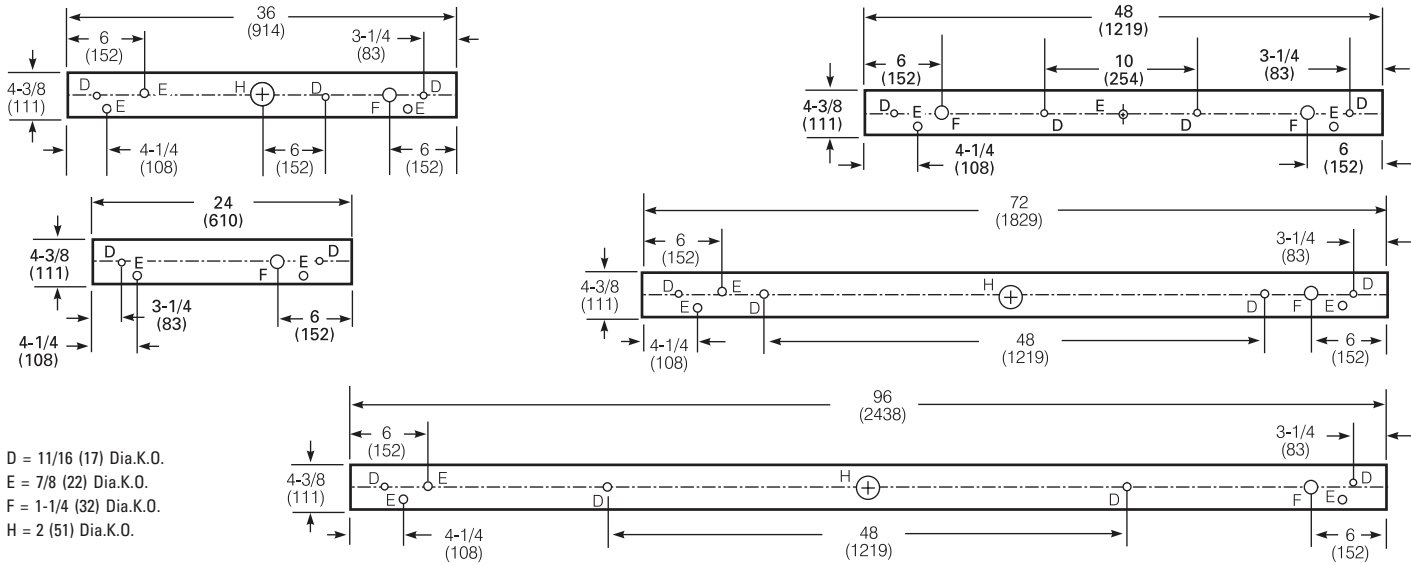 36
(914)
6
(152)
3-1/4
(83)
4-3/8
(111)
D
E
H
D
D
E
F
E
4-1/4
(108)
6
(152)
6
(152)
48
(1219)
6
(152)
10
(254)
3-1/4
(83)
4-3/8
(111)
D
E
F
D
E
D
F
E
D
4-1/4
(108)
6
(152)
24
(610)
4-3/8
(111)
D
E
F
E
D
3-1/4
(83)
6
(152)
4-1/4
(108)
72
(1829)
6
(152)
3-1/4
(83)
4-3/8
(111)
D
E
H
D
E
D
D
F
E
4-1/4
(108)
48
(1219)
6
(152)
96
(2438)
6
(152)
3-1/4
(83)
4-3/8
(111)
D
E
H
D
E
D
D
F
E
4-1/4
(108)
48
(1219)
6
(152)
D = 11/16 (17) Dia.K.O.
E = 7/8 (22) Dia.K.O.
F = 1-1/4 (32) Dia.K.O.
H = 2 (51) Dia.K.O.